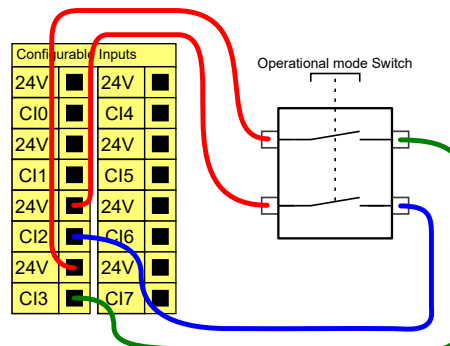 Configurable Inputs
24V 24V
CI0 CI4
24V 24V
CI1 CI5
24V 24V
CI2 CI6
24V 24V
CI3 CI7
Operational mode Switch